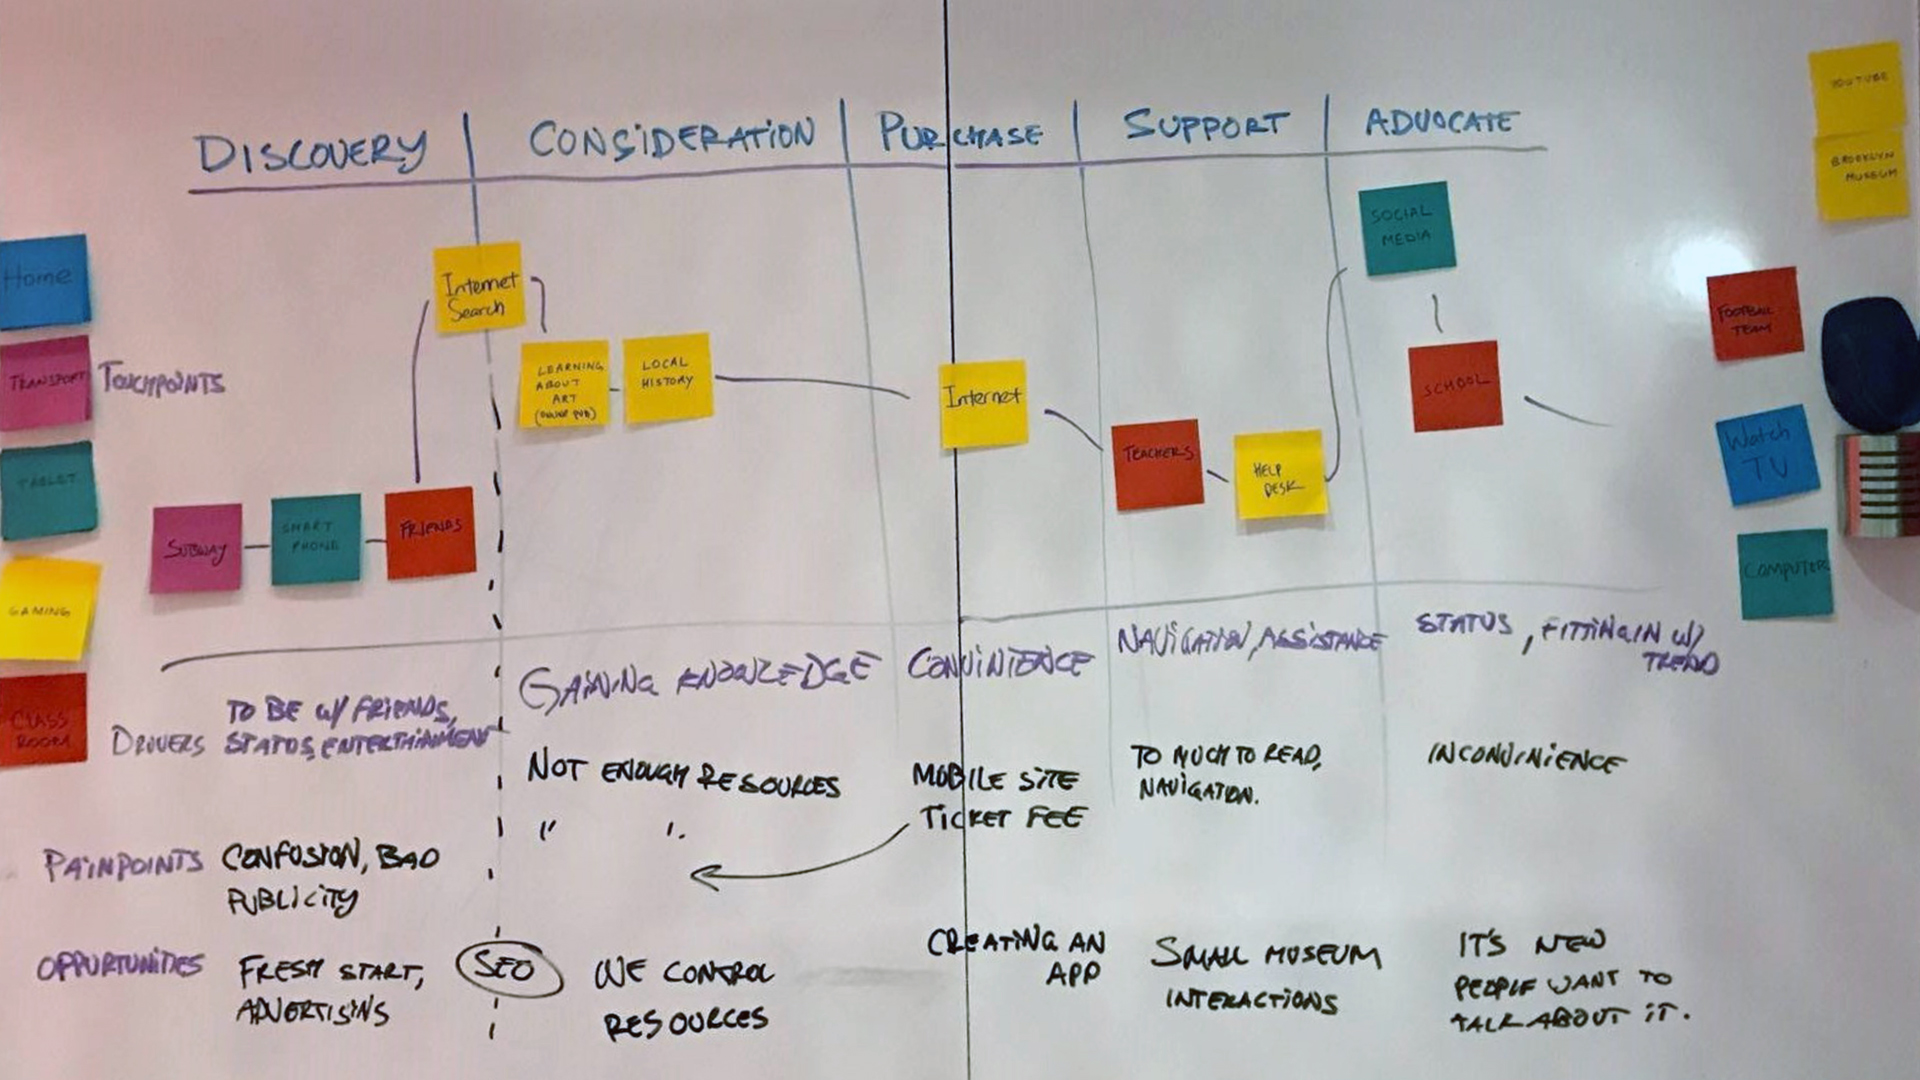 DISCOVERY
CONSIDERATION
PURCHASE
SUPPORT
ADVOCATE
YOUTUBE
BROOKLYN
MUSEUM
Home
TRANSPORT
TABLET
GAMING
CLASS
ROOM
TOUCHPOINTS
SUBWAY
SMART
PHONE
FRIENDS
Internet
Search
LEARNING
ABOUT
ART
LOCAL
HISTORY
Internet
TEACHERS
HELP
DESK
SOCIAL
MEDIA
SCHOOL
FOOTBALL
TEAM
Watch
TV
COMPUTER
DRIVERS
TO BE w/ FRIENDS,
STATUS, ENTERTAINMENT
GAINING KNOWLEDGE
CONVINIENCE
NAVIGATION, ASSISTANCE
STATUS, FITTING IN w/
TREND
PAINPOINTS
CONFUSION, BAD
PUBLICITY
NOT ENOUGH RESOURCES
" "
MOBILE SITE
TICKET FEE
TO MUCH TO READ,
NAVIGATION.
INCONVINIENCE
OPPURTUNITIES
FRESH START,
ADVERTISING
SEO
WE CONTROL
RESOURCES
CREATING AN
APP
SMALL MUSEUM
INTERACTIONS
IT'S NEW
PEOPLE WANT TO
TALK ABOUT IT.